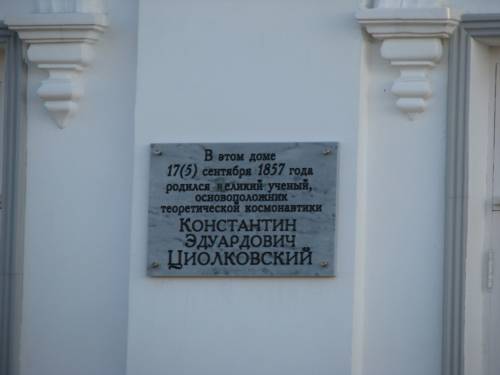 В этом доме
17(5) сентября 1857 года
родился великий ученый,
основоположник
теоретической космонавтики
Константин
Эдуардович
Циолковский